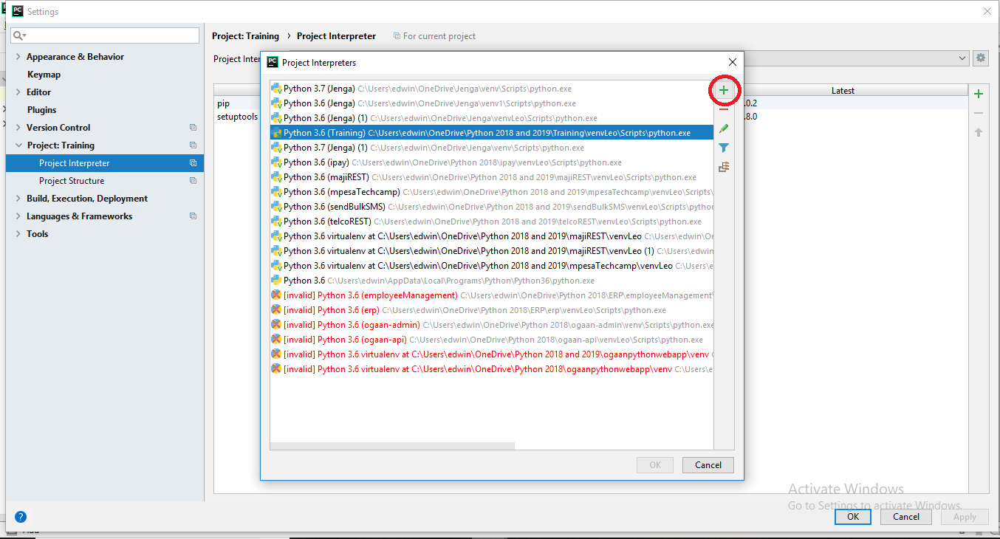 PC Settings
Project: Training › Project Interpreter For current project
Appearance & Behavior
Keymap
Editor
Plugins
Version Control
Project: Training
Project Interpreter
Project Structure
Build, Execution, Deployment
Languages & Frameworks
Tools
Project Inter
Latest
pip .0.2
setuptools .8.0
PC Project Interpreters
Python 3.7 (Jenga) C:\Users\edwin\OneDrive\Jenga\venv\Scripts\python.exe
Python 3.6 (Jenga) C:\Users\edwin\OneDrive\Jenga\venv1\Scripts\python.exe
Python 3.6 (Jenga) (1) C:\Users\edwin\OneDrive\Jenga\venvLeo\Scripts\python.exe
Python 3.6 (Training) C:\Users\edwin\OneDrive\Python 2018 and 2019\Training\venvLeo\Scripts\python.exe
Python 3.7 (Jenga) (1) C:\Users\edwin\OneDrive\Jenga\venv\Scripts\python.exe
Python 3.6 (ipay) C:\Users\edwin\OneDrive\Python 2018\ipay\venvLeo\Scripts\python.exe
Python 3.6 (majiREST) C:\Users\edwin\OneDrive\Python 2018 and 2019\majiREST\venvLeo\Scripts\python.exe
Python 3.6 (mpesaTechcamp) C:\Users\edwin\OneDrive\Python 2018 and 2019\mpesaTechcamp\venvLeo\Scripts\
Python 3.6 (sendBulkSMS) C:\Users\edwin\OneDrive\Python 2018 and 2019\sendBulkSMS\venvLeo\Scripts\python
Python 3.6 (telcoREST) C:\Users\edwin\OneDrive\Python 2018 and 2019\telcoREST\venvLeo\Scripts\python.exe
Python 3.6 virtualenv at C:\Users\edwin\OneDrive\Python 2018 and 2019\majiREST\venvLeo C:\Users\edwin\Or
Python 3.6 virtualenv at C:\Users\edwin\OneDrive\Python 2018 and 2019\majiREST\venvLeo (1) C:\Users\edwin
Python 3.6 virtualenv at C:\Users\edwin\OneDrive\Python 2018 and 2019\mpesaTechcamp\venvLeo C:\Users\e
Python 3.6 C:\Users\edwin\AppData\Local\Programs\Python\Python36\python.exe
[invalid] Python 3.6 (employeeManagement) C:\Users\edwin\OneDrive\Python 2018\ERP\employeeManagement\
[invalid] Python 3.6 (erp) C:\Users\edwin\OneDrive\Python 2018\ERP\erp\venvLeo\Scripts\python.exe
[invalid] Python 3.6 (ogaan-admin) C:\Users\edwin\OneDrive\Python 2018\ogaan-admin\venv\Scripts\python.exe
[invalid] Python 3.6 (ogaan-api) C:\Users\edwin\OneDrive\Python 2018\ogaan-api\venvLeo\Scripts\python.exe
[invalid] Python 3.6 virtualenv at C:\Users\edwin\OneDrive\Python 2018 and 2019\ogaanpythonwebapp\venv
[invalid] Python 3.6 virtualenv at C:\Users\edwin\OneDrive\Python 2018\ogaanpythonwebapp\venv C:\Users\e
OK Cancel
Activate Windows
Go to Settings to activate Windows.
? OK Cancel Apply